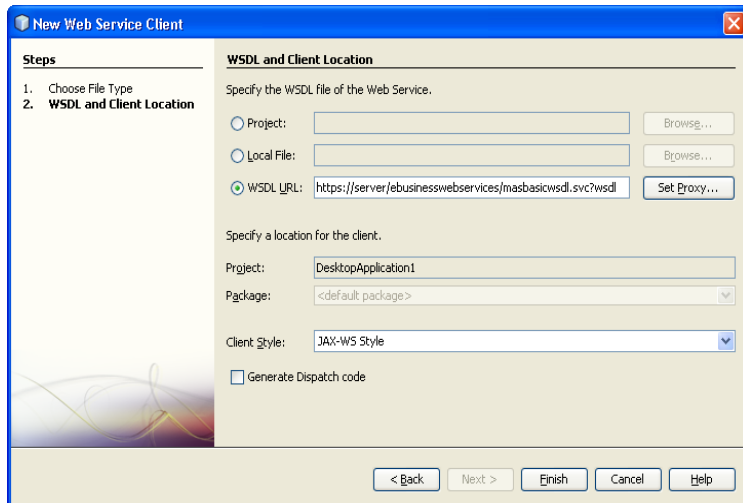 New Web Service Client
Steps
1. Choose File Type
2. WSDL and Client Location
WSDL and Client Location
Specify the WSDL file of the Web Service.
Project: Browse...
Local File: Browse...
WSDL URL: https://server/ebusinesswebservices/masbasicwsdl.svc?wsdl Set Proxy...
Specify a location for the client.
Project: DesktopApplication1
Package: <default package>
Client Style: JAX-WS Style
Generate Dispatch code
< Back Next > Finish Cancel Help